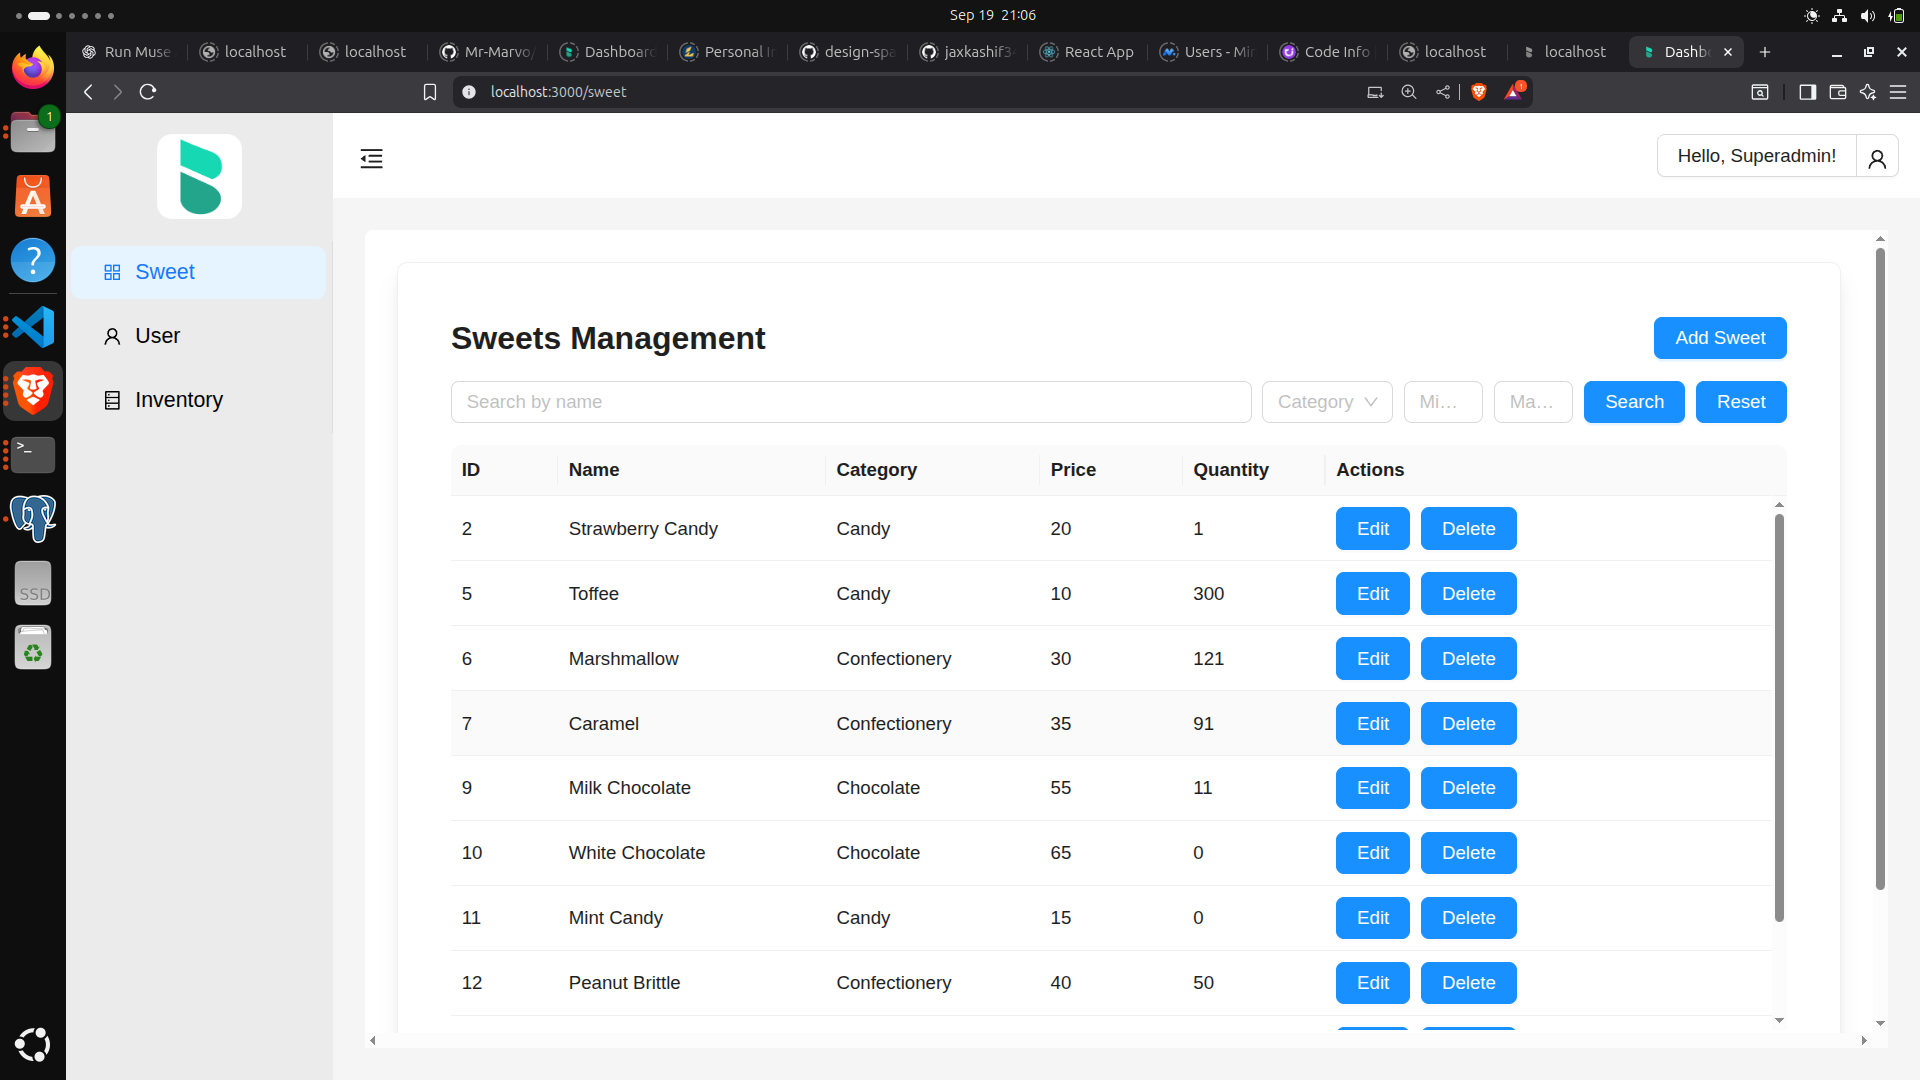 Sep 19 21:06
Run Muse
localhost
localhost
Mr-Marvo/
Dashboard
Personal In
design-spa
jaxkashif34
React App
Users - Min
Code Info
localhost
localhost
Dashb
localhost:3000/sweet
1
1
Hello, Superadmin!
Sweet
User
Inventory
Sweets Management
Add Sweet
Search by name
Category
Mi...
Ma...
Search
Reset
ID Name Category Price Quantity Actions
2 Strawberry Candy Candy 20 1 Edit Delete
5 Toffee Candy 10 300 Edit Delete
6 Marshmallow Confectionery 30 121 Edit Delete
7 Caramel Confectionery 35 91 Edit Delete
9 Milk Chocolate Chocolate 55 11 Edit Delete
10 White Chocolate Chocolate 65 0 Edit Delete
11 Mint Candy Candy 15 0 Edit Delete
12 Peanut Brittle Confectionery 40 50 Edit Delete
SSD